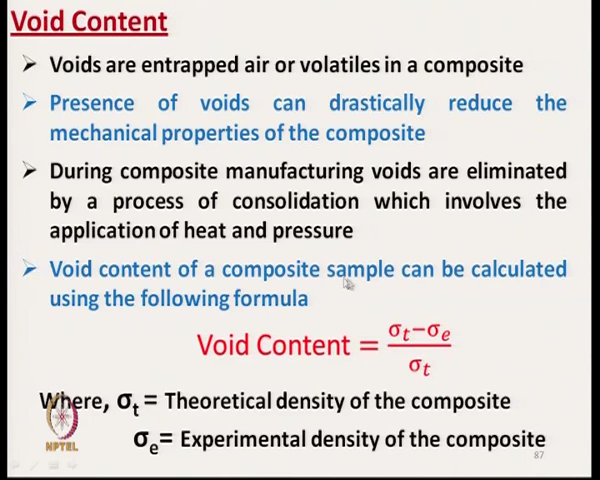 Void Content
➤ Voids are entrapped air or volatiles in a composite
➤ Presence of voids can drastically reduce the
mechanical properties of the composite
➤ During composite manufacturing voids are eliminated
by a process of consolidation which involves the
application of heat and pressure
➤ Void content of a composite sample can be calculated
using the following formula
Void Content = (σₜ−σₑ)/σₜ
Where, σₜ = Theoretical density of the composite
σₑ= Experimental density of the composite
NPTEL
87